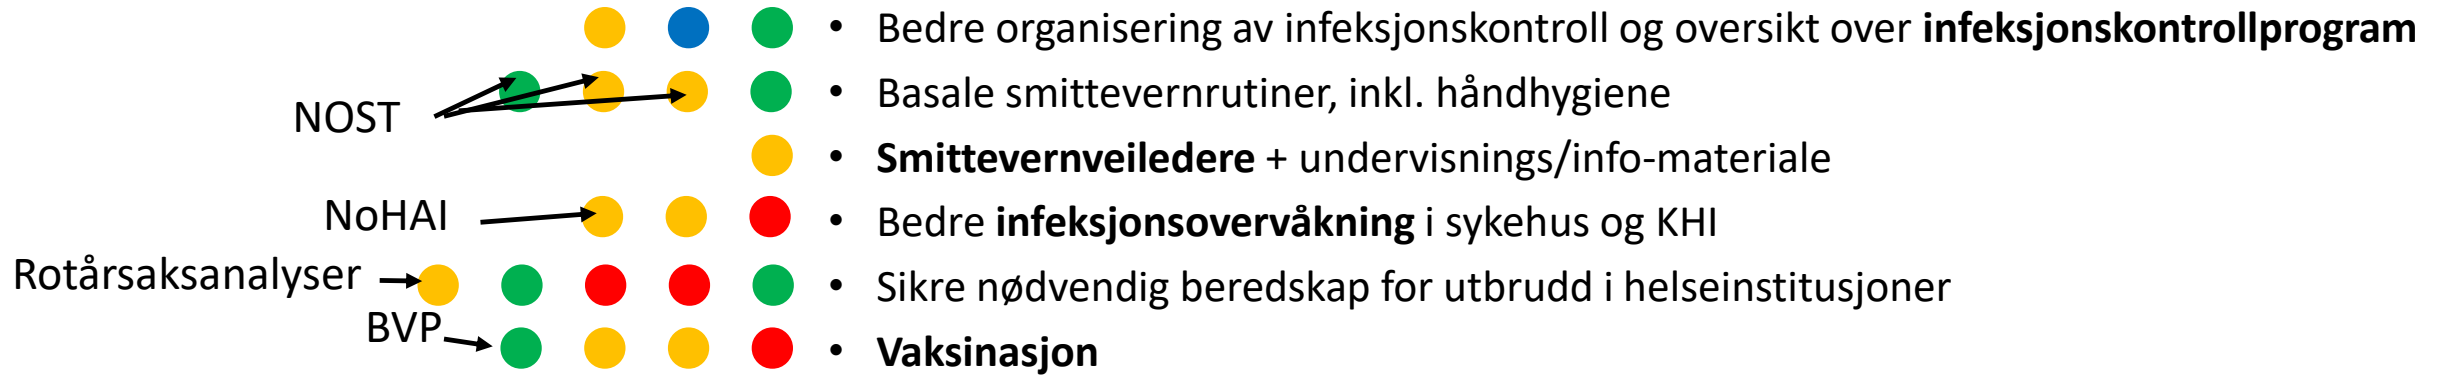 • Bedre organisering av infeksjonskontroll og oversikt over infeksjonskontrollprogram
NOST
• Basale smittevernrutiner, inkl. håndhygiene
• Smittevernveiledere + undervisnings/info-materiale
NoHAI
• Bedre infeksjonsovervåkning i sykehus og KHI
Rotårsaksanalyser
• Sikre nødvendig beredskap for utbrudd i helseinstitusjoner
BVP
• Vaksinasjon